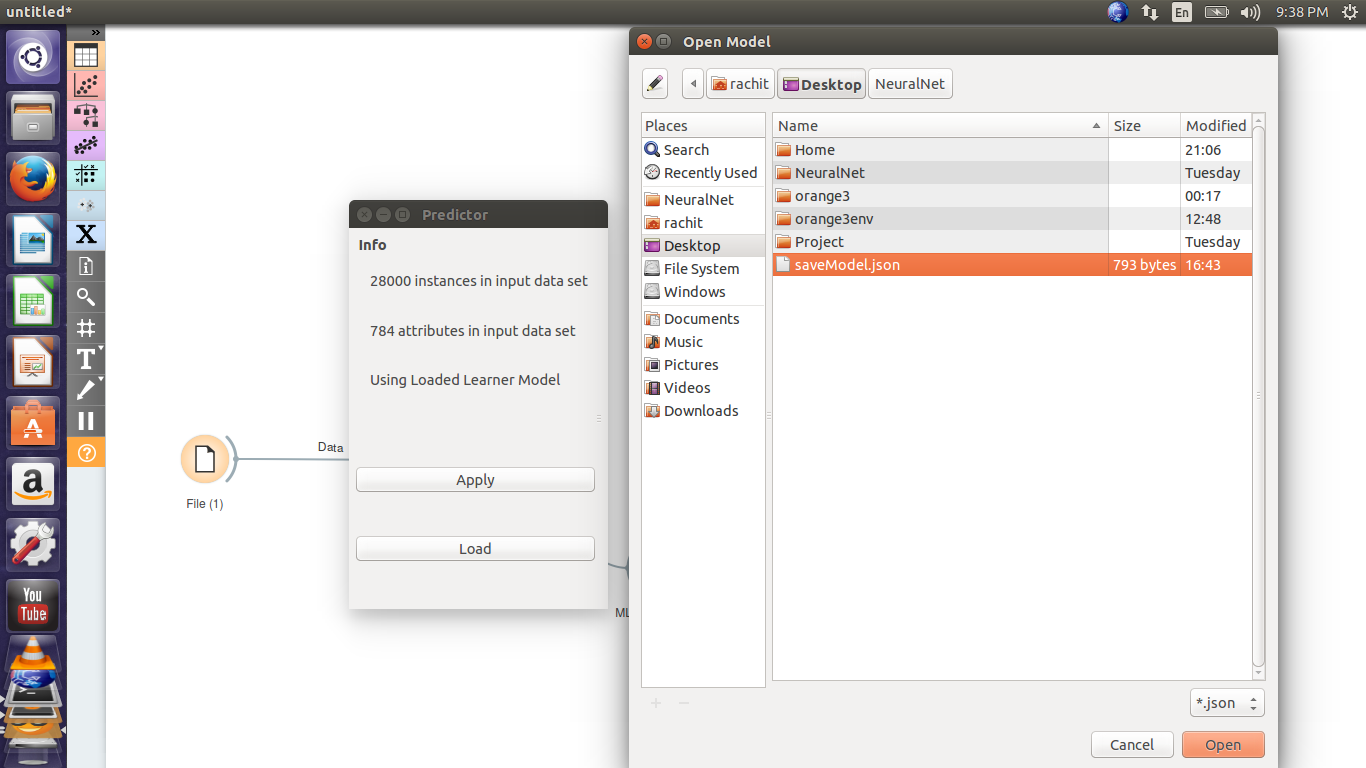 untitled*
En
9:38 PM
»
X
T
?
A
a
You
Tube
File (1)
Data
ML
Predictor
Info
28000 instances in input data set
784 attributes in input data set
Using Loaded Learner Model
Apply
Load
Open Model
rachit
Desktop
NeuralNet
Places
Search
Recently Used
NeuralNet
rachit
Desktop
File System
Windows
Documents
Music
Pictures
Videos
Downloads
Name Size Modified
Home 21:06
NeuralNet Tuesday
orange3 00:17
orange3env 12:48
Project Tuesday
saveModel.json 793 bytes 16:43
*.json
Cancel
Open